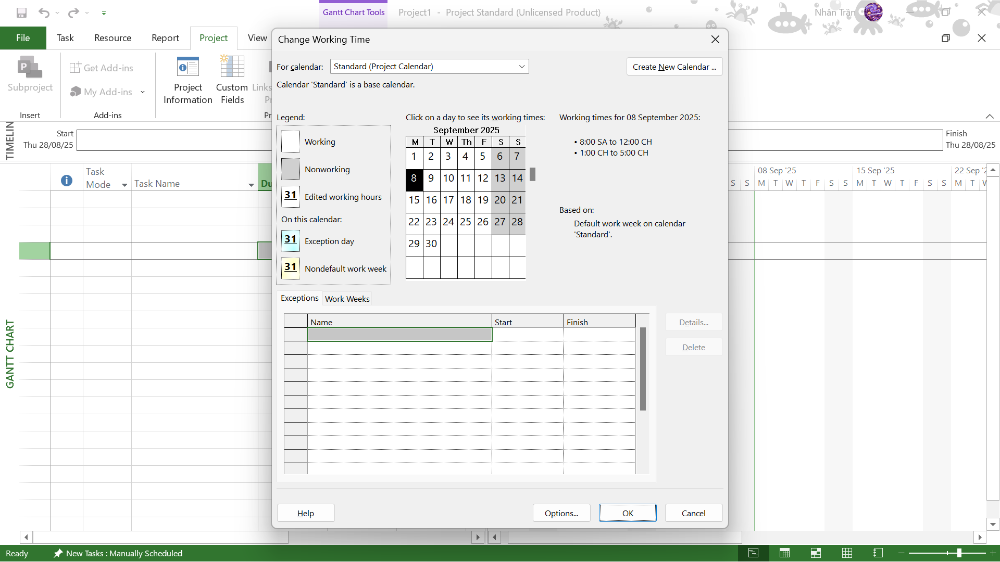 Gantt Chart Tools
Project1 - Project Standard (Unlicensed Product)
Nhân Trần
File
Task
Resource
Report
Project
View
Subproject
Get Add-ins
My Add-ins
Project
Information
Custom
Fields
Links
Insert
Add-ins
TIMELIN
Start
Thu 28/08/25
Finish
Thu 28/08/25
GANTT CHART
Task
Mode
Task Name
Du
08 Sep '25
15 Sep '25
22 Sep '2
S S M T W T F S S M T W T F S S M T W
Change Working Time
For calendar:
Standard (Project Calendar)
Create New Calendar ...
Calendar 'Standard' is a base calendar.
Legend:
Working
Nonworking
31 Edited working hours
On this calendar:
31 Exception day
31 Nondefault work week
Click on a day to see its working times:
September 2025
M T W Th F S S
1 2 3 4 5 6 7
8 9 10 11 12 13 14
15 16 17 18 19 20 21
22 23 24 25 26 27 28
29 30
Working times for 08 September 2025:
• 8:00 SA to 12:00 CH
• 1:00 CH to 5:00 CH
Based on:
Default work week on calendar
'Standard'.
Exceptions
Work Weeks
Name
Start
Finish
Details...
Delete
Help
Options...
OK
Cancel
Ready
New Tasks : Manually Scheduled